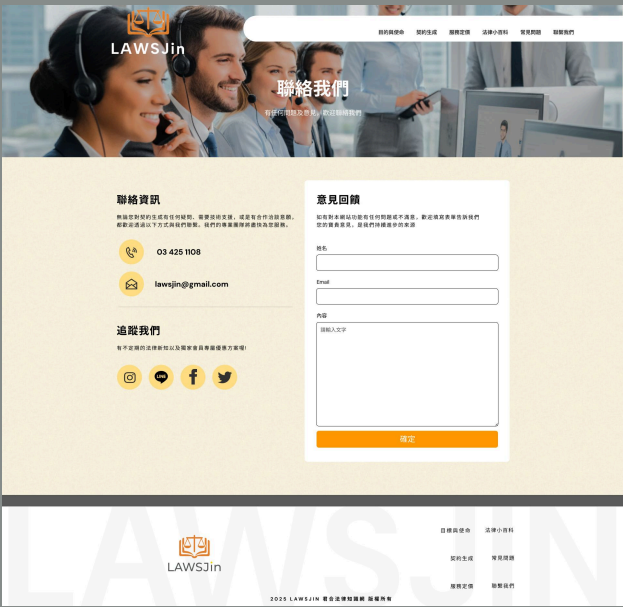 LAWSJin
目的與使命 契約生成 服務定價 法律小百科 常見問題 聯繫我們
聯絡我們
有任何問題及意見，歡迎聯絡我們
聯絡資訊
無論您對契約生成有任何疑問、需要技術支援，或是有合作洽談意願，
都歡迎透過以下方式與我們聯繫。我們的專業團隊將盡快為您服務。
03 425 1108
lawsjin@gmail.com
追蹤我們
有不定期的法律新知以及獨家會員專屬優惠方案喔!
LINE
意見回饋
如有對本網站功能有任何問題或不滿意，歡迎填寫表單告訴我們
您的寶貴意見，是我們持續進步的來源
姓名
Email
內容
請輸入文字
確定
LAWSJIN
LAWSJin
目標與使命 法律小百科
契約生成 常見問題
服務定價 聯繫我們
2025 LAWSJIN 君合法律知識網 版權所有